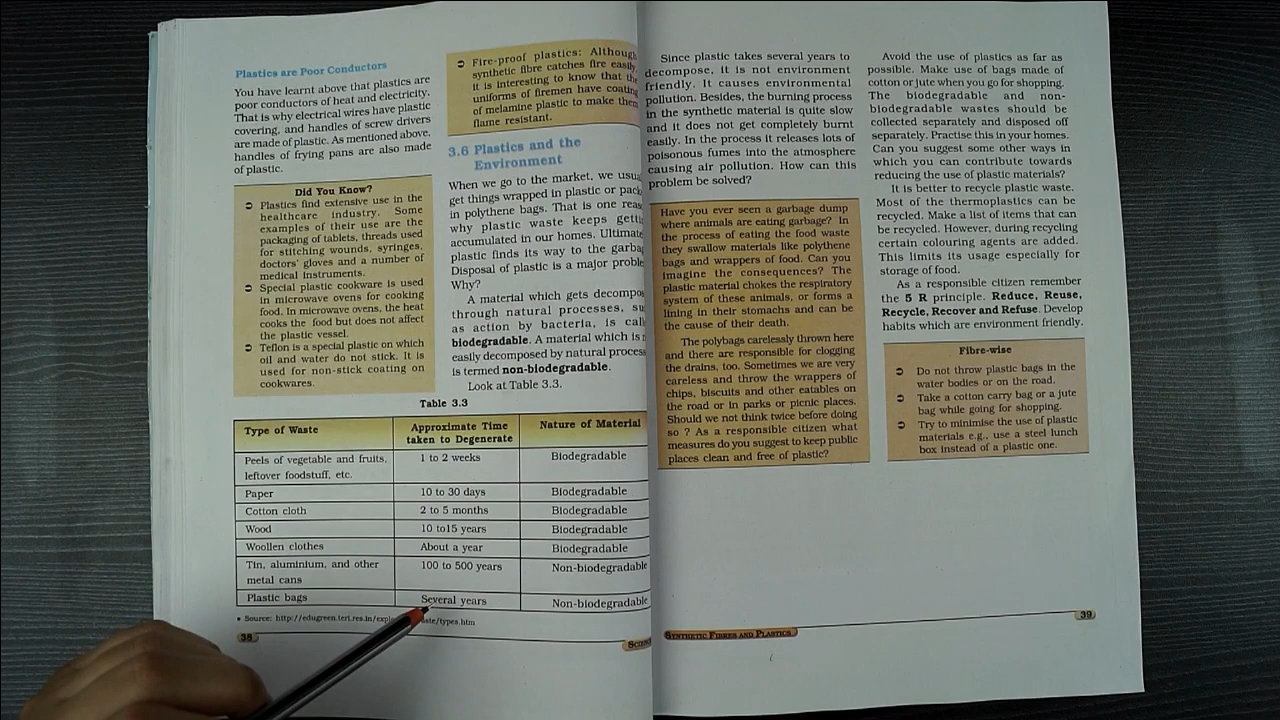 Plastics are Poor Conductors
You have learnt above that plastics are
poor conductors of heat and electricity.
That is why electrical wires have plastic
covering, and handles of screw drivers
are made of plastic. As mentioned above,
handles of frying pans are also made
of plastic.
Did You Know?
Plastics find extensive use in the
healthcare industry. Some
examples of their use are the
packaging of tablets, threads used
for stitching wounds, syringes,
doctors' gloves and a number of
medical instruments.
Special plastic cookware is used
in microwave ovens for cooking
food. In microwave ovens, the heat
cooks the food but does not affect
the plastic vessel.
Teflon is a special plastic on which
oil and water do not stick. It is
used for non-stick coating on
cookwares.
Fire-proof plastics: Although
synthetic fibre catches fire easily,
it is interesting to know that the
uniforms of firemen have coating
of melamine plastic to make them
flame resistant.
3.6 Plastics and the
Environment
When we go to the market, we
get things wrapped in plastic or
in polythene bags. That is one
why plastic waste keeps
accumulated in our homes.
plastic finds its way to the
Disposal of plastic is a major
Why?
A material which gets
through natural processes,
as action by bacteria, is
biodegradable. A material which is
easily decomposed by natural
is termed non-biodegradable.
Look at Table 3.3.
Table 3.3
Type of Waste Approximate Time taken to Degenerate Nature of Material
Peels of vegetable and fruits, 1 to 2 weeks Biodegradable
leftover foodstuff, etc.
Paper 10 to 30 days Biodegradable
Cotton cloth 2 to 5 months Biodegradable
Wood 10 to15 years Biodegradable
Woollen clothes About a year Biodegradable
Tin, aluminium, and other 100 to 500 years Non-biodegradable
metal cans
Plastic bags Several years Non-biodegradable
• Source: http://edugreen.teri.res.in/
38
Since plastic takes several years to
decompose, it is not environment
friendly. It causes environmental
pollution. Besides, the burning process
in the synthetic material is quite slow
and it does not get completely burnt
easily. In the process it releases lots of
poisonous fumes into the atmosphere
causing air pollution. How can this
problem be solved?
Have you ever seen a garbage dump
where animals are eating garbage? In
the process of eating the food waste
they swallow materials like polythene
bags and wrappers of food. Can you
imagine the consequences? The
plastic material chokes the respiratory
system of these animals, or forms a
lining in their stomachs and can be
the cause of their death.
The polybags carelessly thrown here
and there are responsible for clogging
the drains, too. Sometimes we are very
careless and throw the wrappers of
chips, biscuits and other eatables on
the road or in parks or picnic places.
Should we not think twice before doing
so ? As a responsible citizen what
measures do you suggest to keep public
places clean and free of plastic?
Avoid the use of plastics as far as
possible. Make use of bags made of
cotton or jute when you go for shopping.
The biodegradable and non-
biodegradable wastes should be
collected separately and disposed off
separately. Practise this in your homes.
Can you suggest some other ways in
which you can contribute towards
reducing the use of plastic materials?
It is better to recycle plastic waste.
Most of the thermoplastics can be
recycled. Make a list of items that can
be recycled. However, during recycling
certain colouring agents are added.
This limits its usage especially for
storage of food.
As a responsible citizen remember
the 5 R principle. Reduce, Reuse,
Recycle, Recover and Refuse. Develop
habits which are environment friendly.
Fibre-wise
Do not throw plastic bags in the
water bodies or on the road.
Take a cotton carry bag or a jute
bag while going for shopping.
Try to minimise the use of plastic
materials e.g., use a steel lunch
box instead of a plastic one.
SYNTHETIC FIBRES AND PLASTICS
39